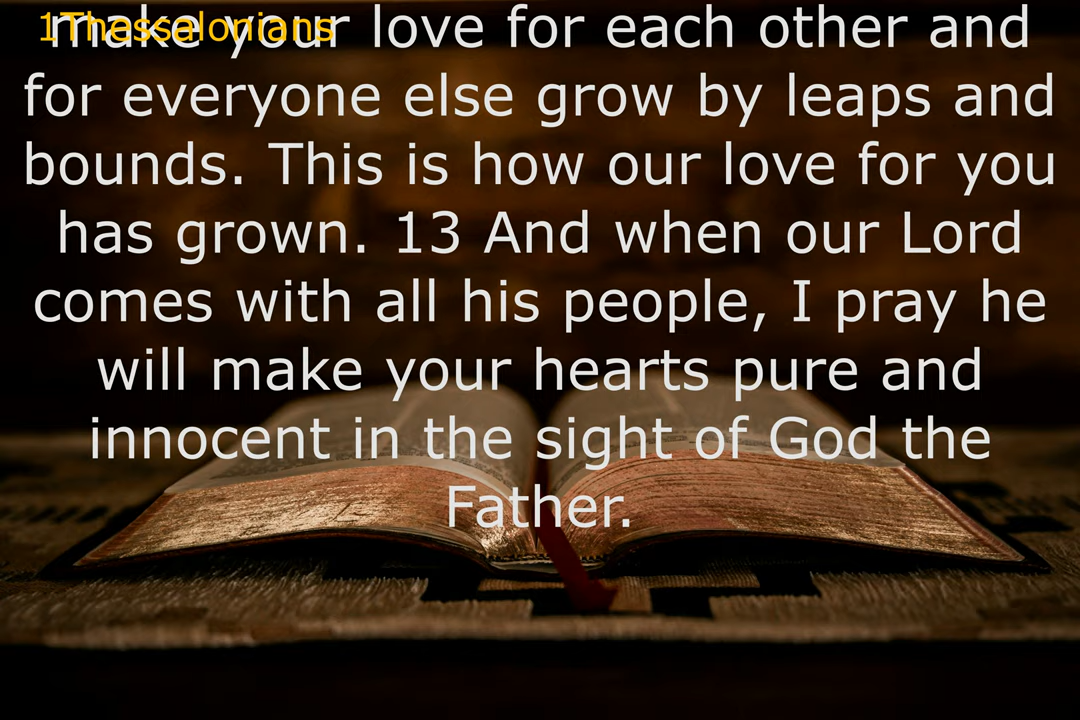 1Thessalonians
make your love for each other and
for everyone else grow by leaps and
bounds. This is how our love for you
has grown. 13 And when our Lord
comes with all his people, I pray he
will make your hearts pure and
innocent in the sight of God the
Father.